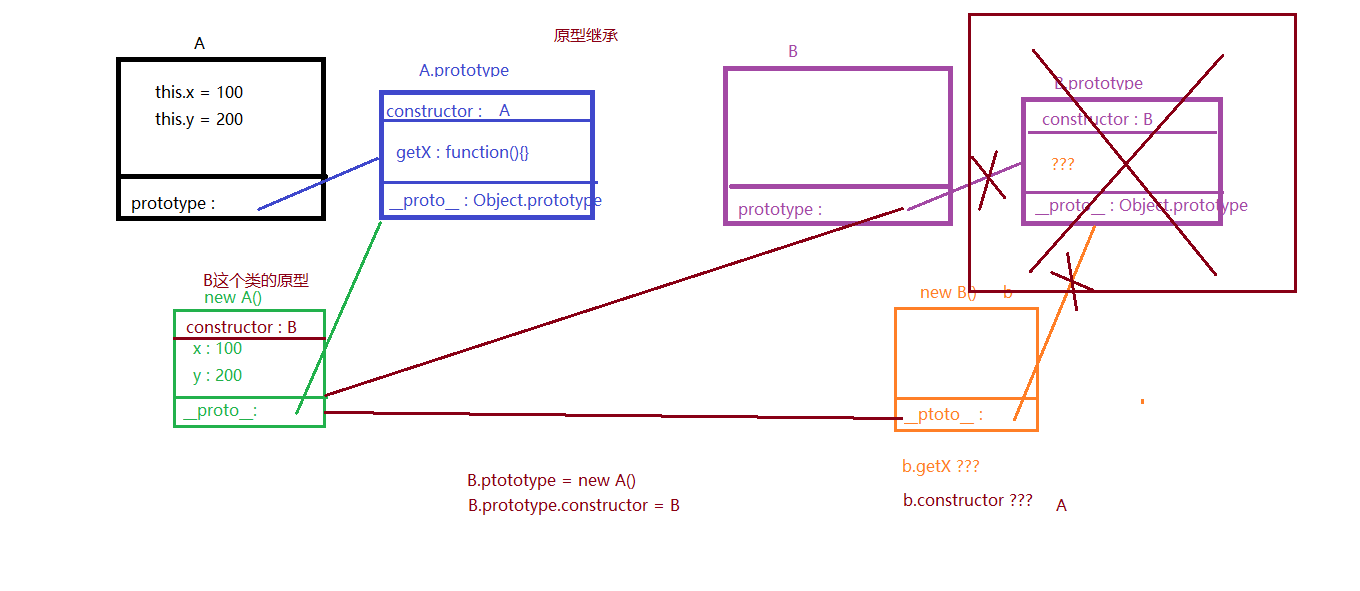 原型继承
A
this.x = 100
this.y = 200
prototype :
A.prototype
constructor : A
getX : function(){}
__proto__ : Object.prototype
B
prototype :
B.prototype
constructor : B
???
__proto__ : Object.prototype
B这个类的原型
new A()
constructor : B
x : 100
y : 200
__proto__:
new B() b
__ptoto__ :
b.getX ???
b.constructor ??? A
B.ptototype = new A()
B.prototype.constructor = B